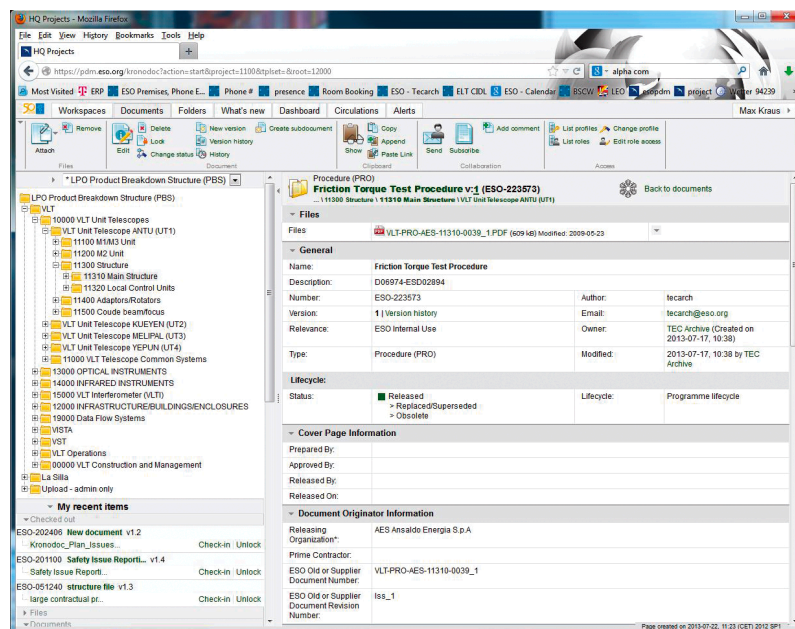 HQ Projects - Mozilla Firefox
File Edit View History Bookmarks Tools Help
HQ Projects
+
https://pdm.eso.org/kronodoc?action=start&project=1100&tplset=&root=12000
alpha com
Most Visited ERP ESO Premises, Phone E... Phone # presence Room Booking ESO - Tecarch ELT CIDL ESO - Calendar BSCW LEO esopdm project Wetter 94239
Workspaces Documents Folders What's new Dashboard Circulations Alerts Max Kraus
Attach Remove
Files
Edit Delete Lock Change status New version Version history History Create subdocument
Document
Show Copy Append Paste Link
Clipboard
Send Subscribe Add comment
Collaboration
List profiles Change profile
List roles Edit role access
Access
* LPO Product Breakdown Structure (PBS)
LPO Product Breakdown Structure (PBS)
VLT
10000 VLT Unit Telescopes
VLT Unit Telescope ANTU (UT1)
11100 M1/M3 Unit
11200 M2 Unit
11300 Structure
11310 Main Structure
11320 Local Control Units
11400 Adaptors/Rotators
11500 Coude beam/focus
VLT Unit Telescope KUEYEN (UT2)
VLT Unit Telescope MELIPAL (UT3)
VLT Unit Telescope YEPUN (UT4)
11000 VLT Telescope Common Systems
13000 OPTICAL INSTRUMENTS
14000 INFRARED INSTRUMENTS
15000 VLT Interferometer (VLTI)
12000 INFRASTRUCTURE/BUILDINGS/ENCLOSURES
19000 Data Flow Systems
VISTA
VST
VLT Operations
00000 VLT Construction and Management
La Silla
Upload - admin only
My recent items
Checked out
ESO-202406 New document v1.2
Kronodoc_Plan_Issues... Check-in Unlock
ESO-201100 Safety Issue Reporti... v1.4
Safety Issue Reporti... Check-in Unlock
ESO-051240 structure file v1.3
large contractual pr... Check-in Unlock
Files
Documents
Procedure (PRO)
Friction Torque Test Procedure v:1 (ESO-223573)
... \ 11300 Structure \ 11310 Main Structure \ VLT Unit Telescope ANTU (UT1)
Back to documents
Files
Files VLT-PRO-AES-11310-0039_1.PDF (609 kB) Modified: 2009-05-23
General
Name: Friction Torque Test Procedure
Description: D06974-ESD02894
Number: ESO-223573 Author: tecarch
Version: 1 | Version history Email: tecarch@eso.org
Relevance: ESO Internal Use Owner: TEC Archive (Created on
2013-07-17, 10:38)
Type: Procedure (PRO) Modified: 2013-07-17, 10:38 by TEC
Archive
Lifecycle:
Status: Released Lifecycle: Programme lifecycle
> Replaced/Superseded
> Obsolete
Cover Page Information
Prepared By:
Approved By:
Released By:
Released On:
Document Originator Information
Releasing
Organization*: AES Ansaldo Energia S.p.A
Prime Contractor:
ESO Old or Supplier
Document Number: VLT-PRO-AES-11310-0039_1
ESO Old or Supplier
Document Revision
Number: Iss_1
Page created on 2013-07-22, 11:23 (CET) 2012 SP1